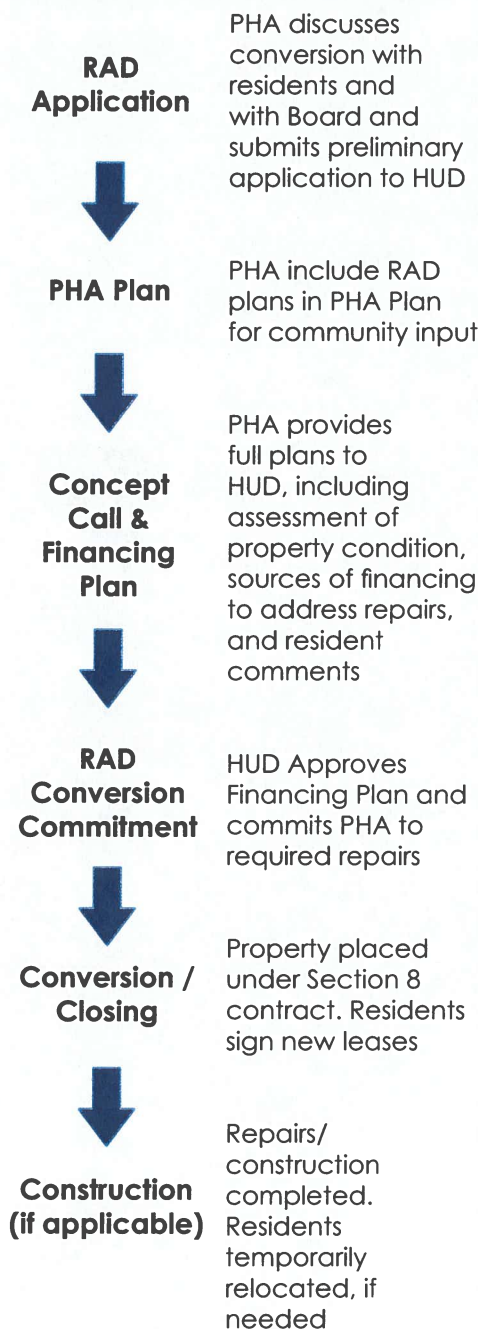 RAD
Application
PHA discusses
conversion with
residents and
with Board and
submits preliminary
application to HUD
PHA Plan
PHA include RAD
plans in PHA Plan
for community input
Concept
Call &
Financing
Plan
PHA provides
full plans to
HUD, including
assessment of
property condition,
sources of financing
to address repairs,
and resident
comments
RAD
Conversion
Commitment
HUD Approves
Financing Plan and
commits PHA to
required repairs
Conversion /
Closing
Property placed
under Section 8
contract. Residents
sign new leases
Construction
(if applicable)
Repairs/
construction
completed.
Residents
temporarily
relocated, if
needed